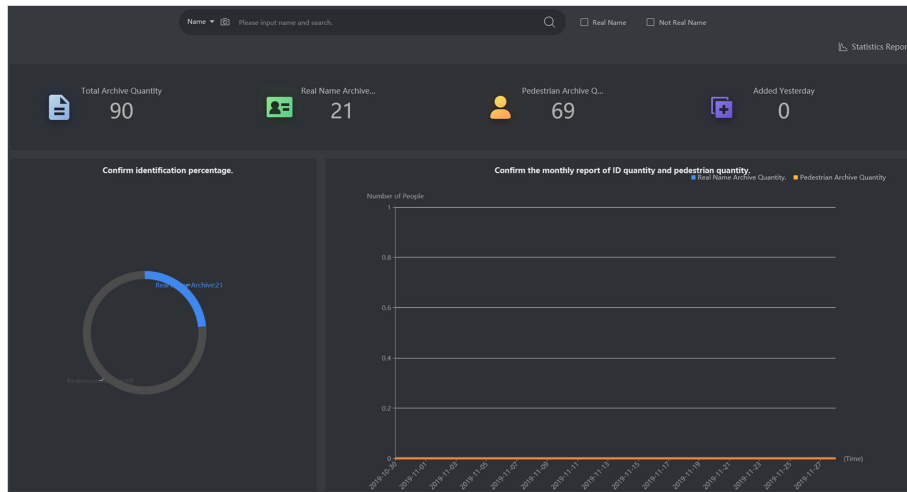 Name
Please input name and search.
Real Name
Not Real Name
Statistics Repor
Total Archive Quantity
90
Real Name Archive...
21
Pedestrian Archive Q...
69
Added Yesterday
0
Confirm identification percentage.
Real Name Archive:21
Pedestrian
Confirm the monthly report of ID quantity and pedestrian quantity.
Real Name Archive Quantity.
Pedestrian Archive Quantity
Number of People
1
0.8
0.6
0.4
0.2
0
(Time)
2019-10-30
2019-11-01
2019-11-03
2019-11-05
2019-11-07
2019-11-09
2019-11-11
2019-11-13
2019-11-15
2019-11-17
2019-11-19
2019-11-21
2019-11-23
2019-11-25
2019-11-27